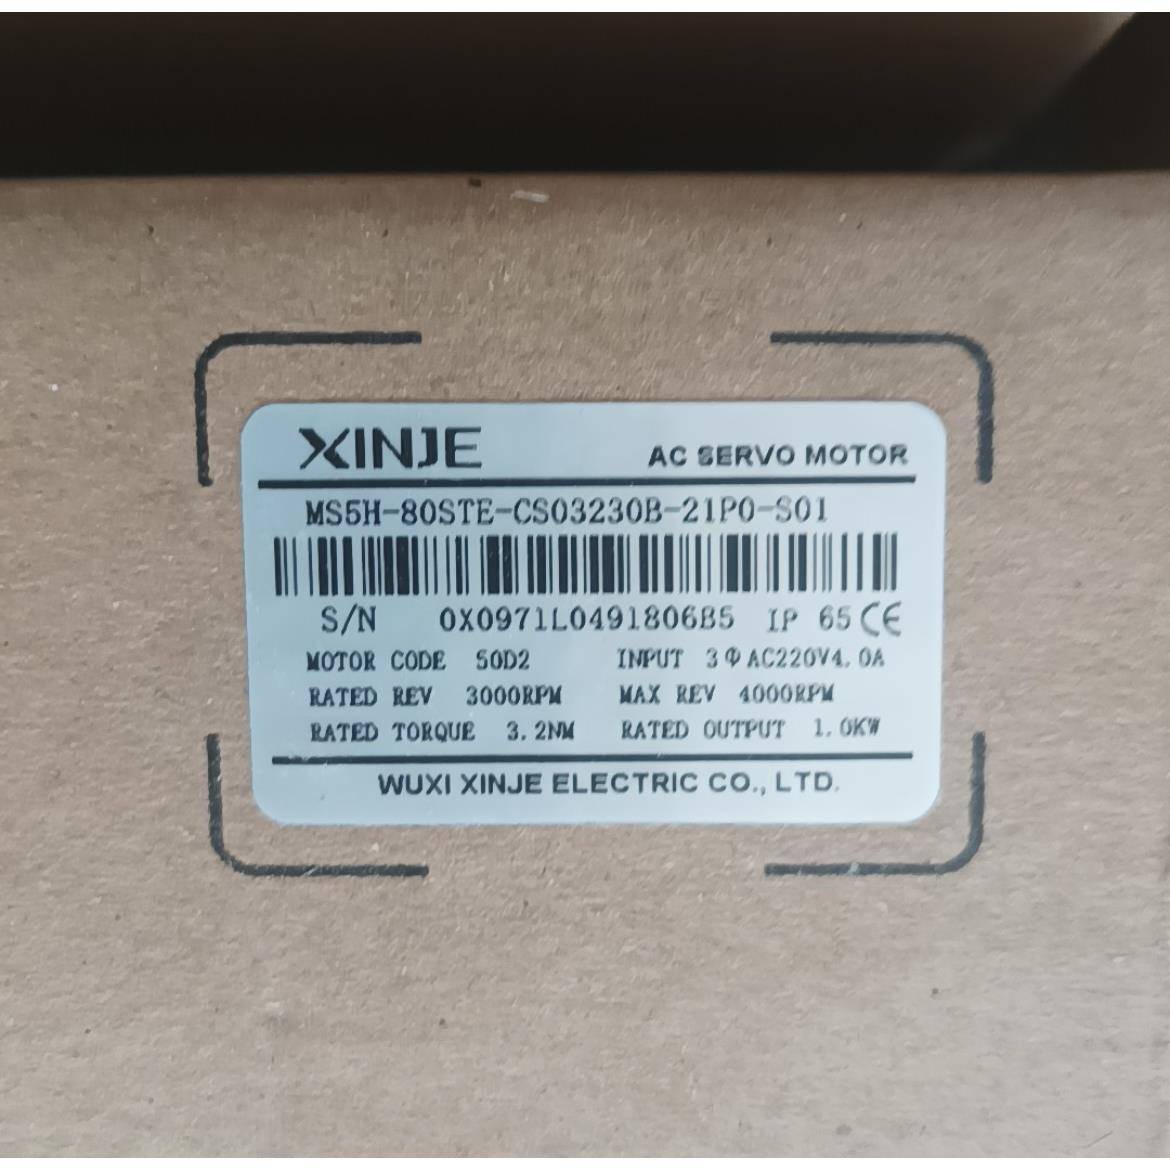 XINJE AC SERVO MOTOR
MS5H-80STE-CS03230B-21P0-S01
S/N 0X0971L0491806B5 IP 65 CE
MOTOR CODE 50D2 INPUT 3Φ AC220V4.0A
RATED REV 3000RPM MAX REV 4000RPM
RATED TORQUE 3.2NM RATED OUTPUT 1.0KW
WUXI XINJE ELECTRIC CO., LTD.